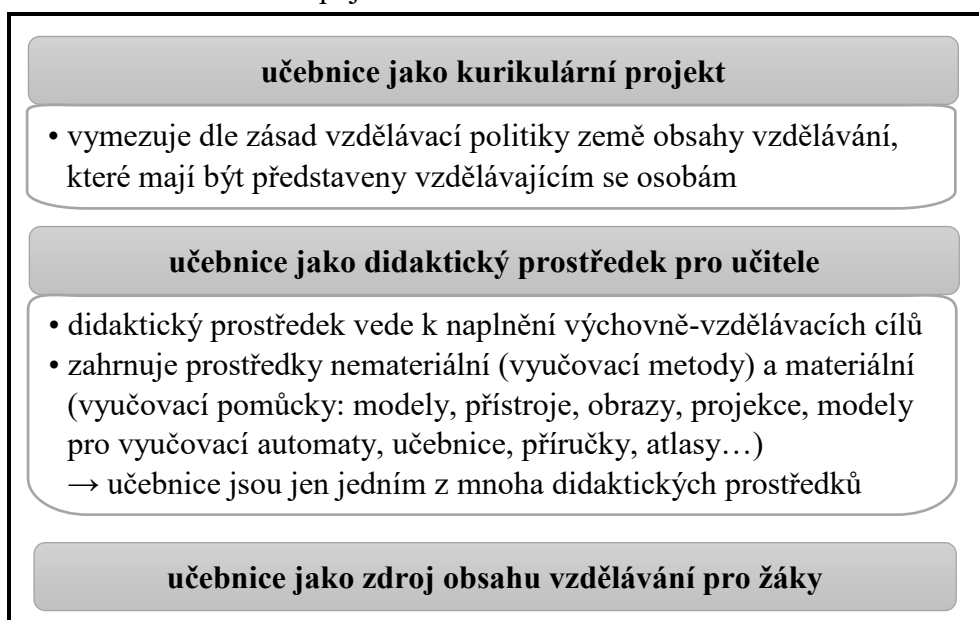 učebnice jako kurikulární projekt
• vymezuje dle zásad vzdělávací politiky země obsahy vzdělávání,
které mají být představeny vzdělávajícím se osobám
učebnice jako didaktický prostředek pro učitele
• didaktický prostředek vede k naplnění výchovně-vzdělávacích cílů
• zahrnuje prostředky nemateriální (vyučovací metody) a materiální
(vyučovací pomůcky: modely, přístroje, obrazy, projekce, modely
pro vyučovací automaty, učebnice, příručky, atlasy…)
→ učebnice jsou jen jedním z mnoha didaktických prostředků
učebnice jako zdroj obsahu vzdělávání pro žáky